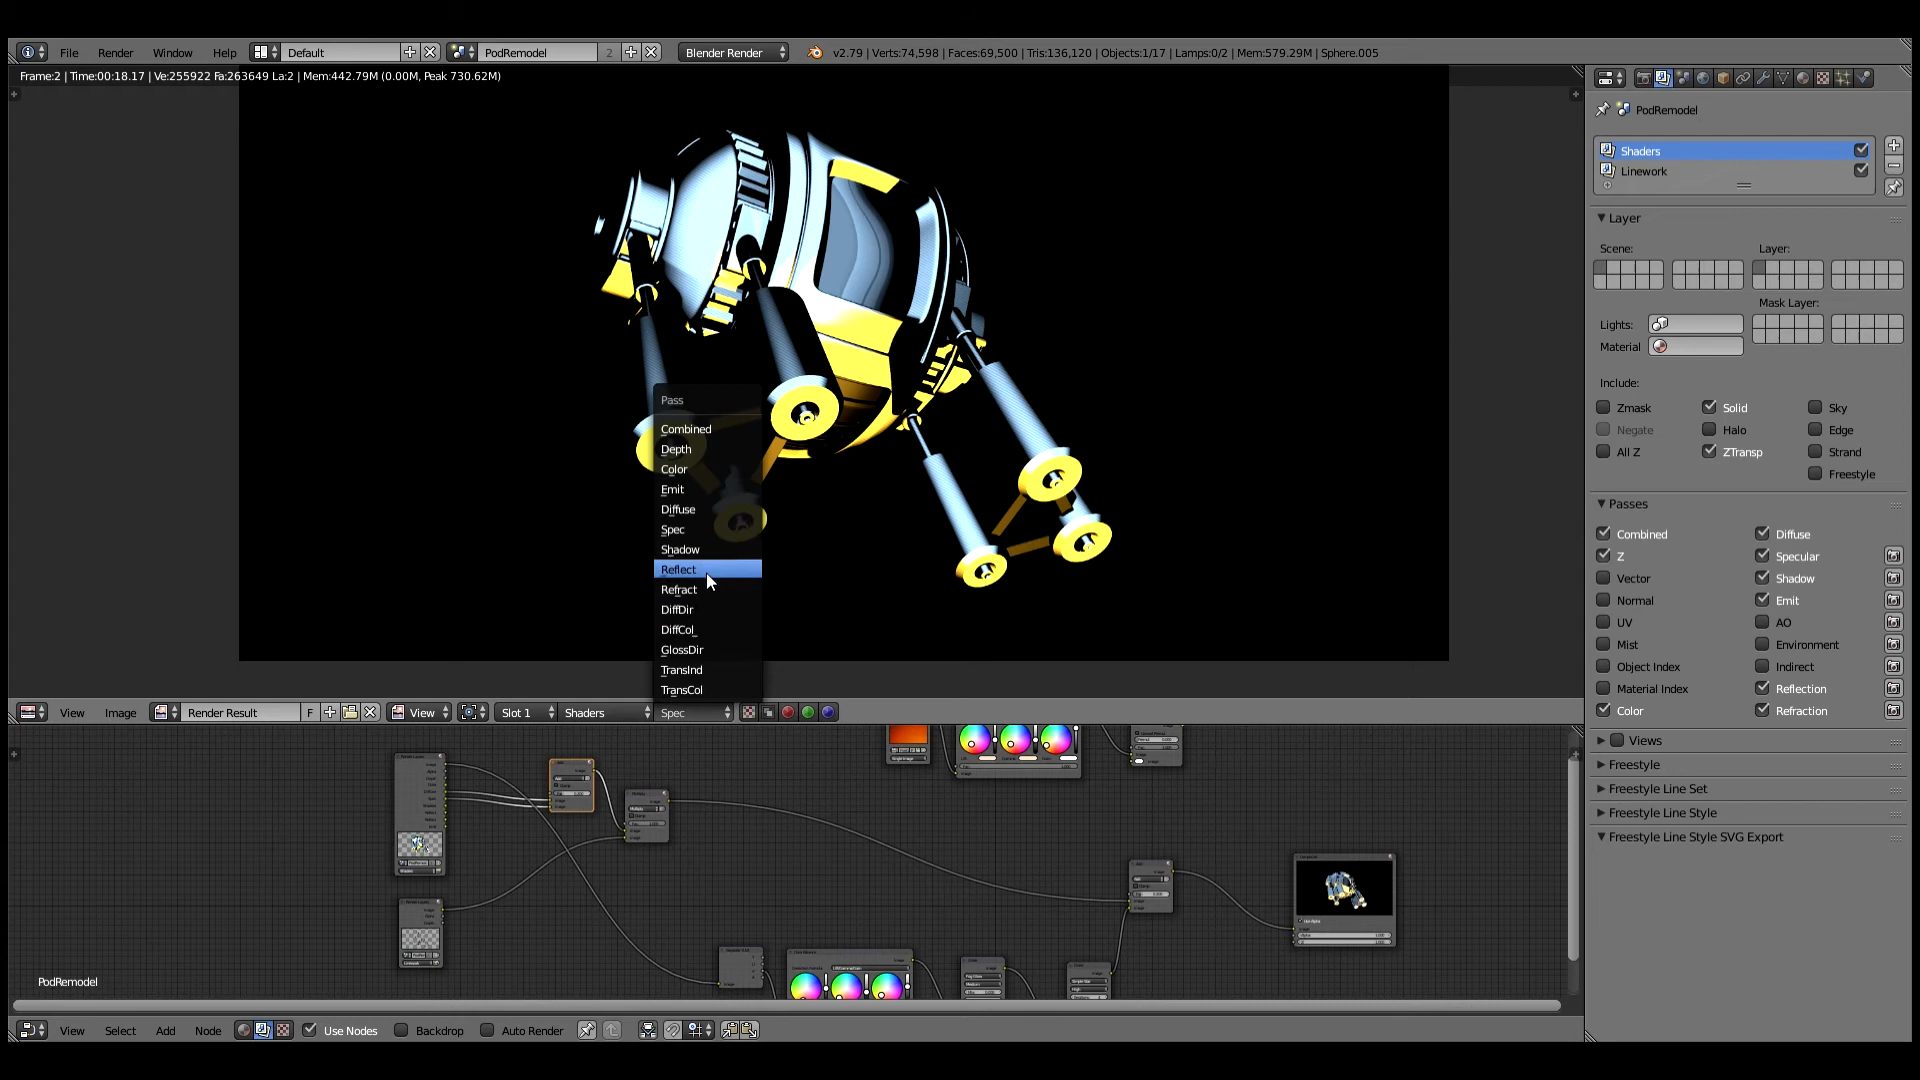 File Render Window Help Default PodRemodel 2 Blender Render v2.79 | Verts:74,598 | Faces:69,500 | Tris:136,120 | Objects:1/17 | Lamps:0/2 | Mem:579.29M | Sphere.005
Frame:2 | Time:00:18.17 | Ve:255922 Fa:263649 La:2 | Mem:442.79M (0.00M, Peak 730.62M)
PodRemodel
Shaders
Linework
Layer
Scene: Layer:
Mask Layer:
Lights:
Material
Include:
Zmask Solid Sky
Negate Halo Edge
All Z ZTransp Strand
Freestyle
Passes
Combined Diffuse
Z Specular
Vector Shadow
Normal Emit
UV AO
Mist Environment
Object Index Indirect
Material Index Reflection
Color Refraction
Views
Freestyle
Freestyle Line Set
Freestyle Line Style
Freestyle Line Style SVG Export
Pass
Combined
Depth
Color
Emit
Diffuse
Spec
Shadow
Reflect
Refract
DiffDir
DiffCol
GlossDir
TransInd
TransCol
View Image Render Result F View Slot 1 Shaders Spec
PodRemodel
View Select Add Node Use Nodes Backdrop Auto Render